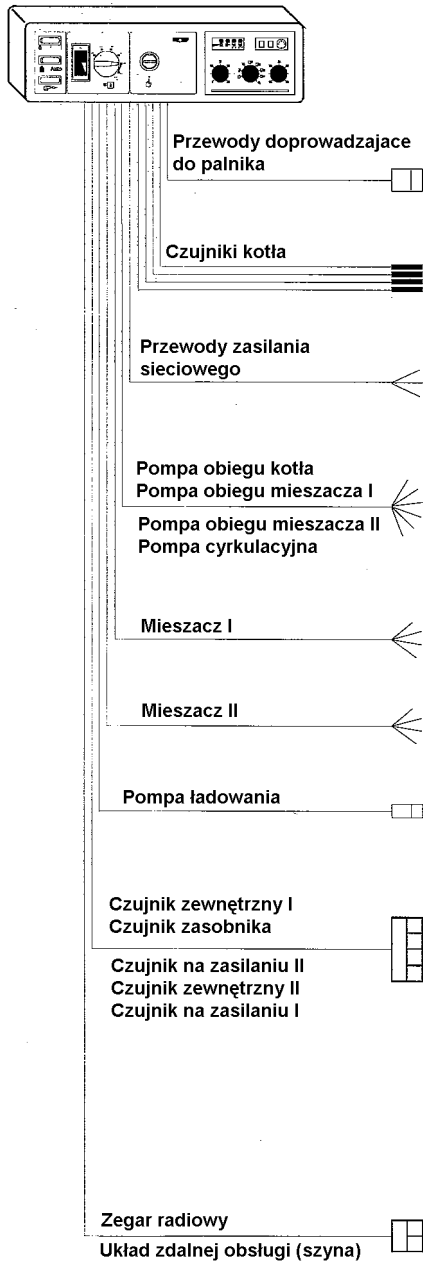 Przewody doprowadzajace
do palnika
Czujniki kotła
Przewody zasilania
sieciowego
Pompa obiegu kotła
Pompa obiegu mieszacza I
Pompa obiegu mieszacza II
Pompa cyrkulacyjna
Mieszacz I
Mieszacz II
Pompa ładowania
Czujnik zewnętrzny I
Czujnik zasobnika
Czujnik na zasilaniu II
Czujnik zewnętrzny II
Czujnik na zasilaniu I
Zegar radiowy
Układ zdalnej obsługi (szyna)